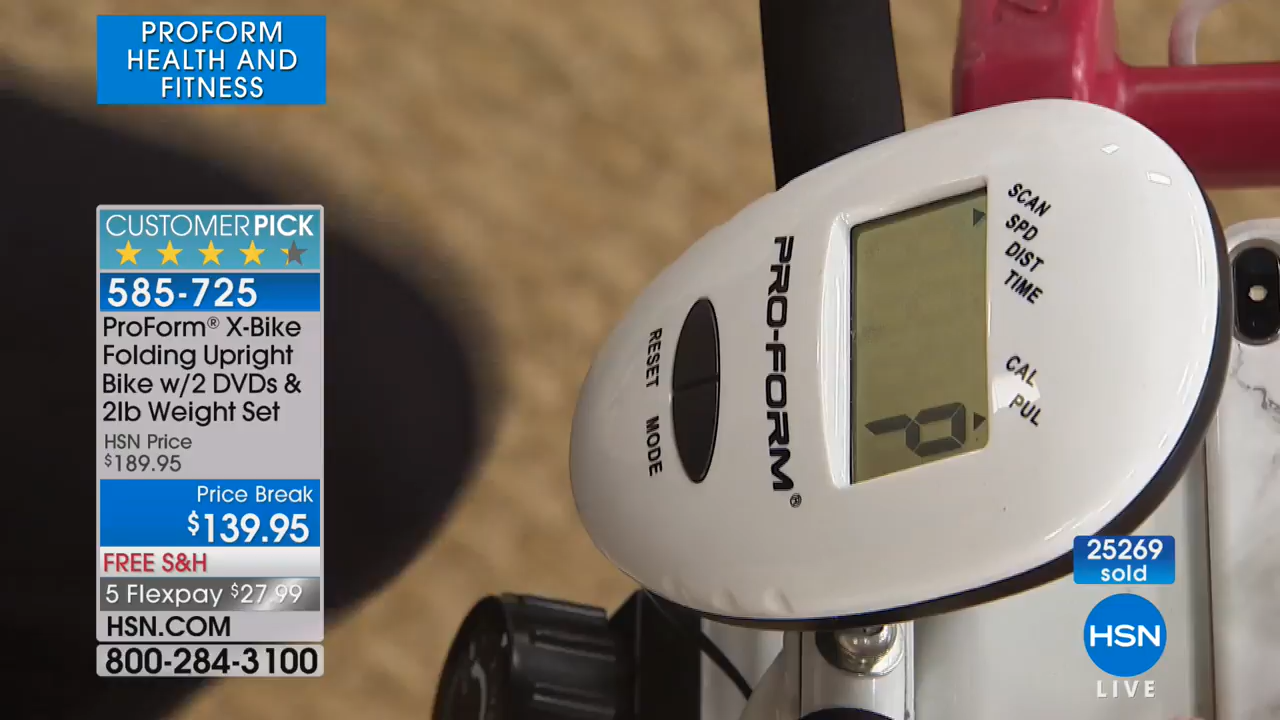 PROFORM
HEALTH AND
FITNESS
CUSTOMERPICK
585-725
ProForm® X-Bike
Folding Upright
Bike w/2 DVDs &
2lb Weight Set
HSN Price
$189.95
Price Break
$139.95
FREE S&H
5 Flexpay $27.99
HSN.COM
800-284-3100
SCAN
SPD
DIST
TIME
CAL
PUL
PRO-FORM®
RESET MODE
25269
sold
HSN
LIVE